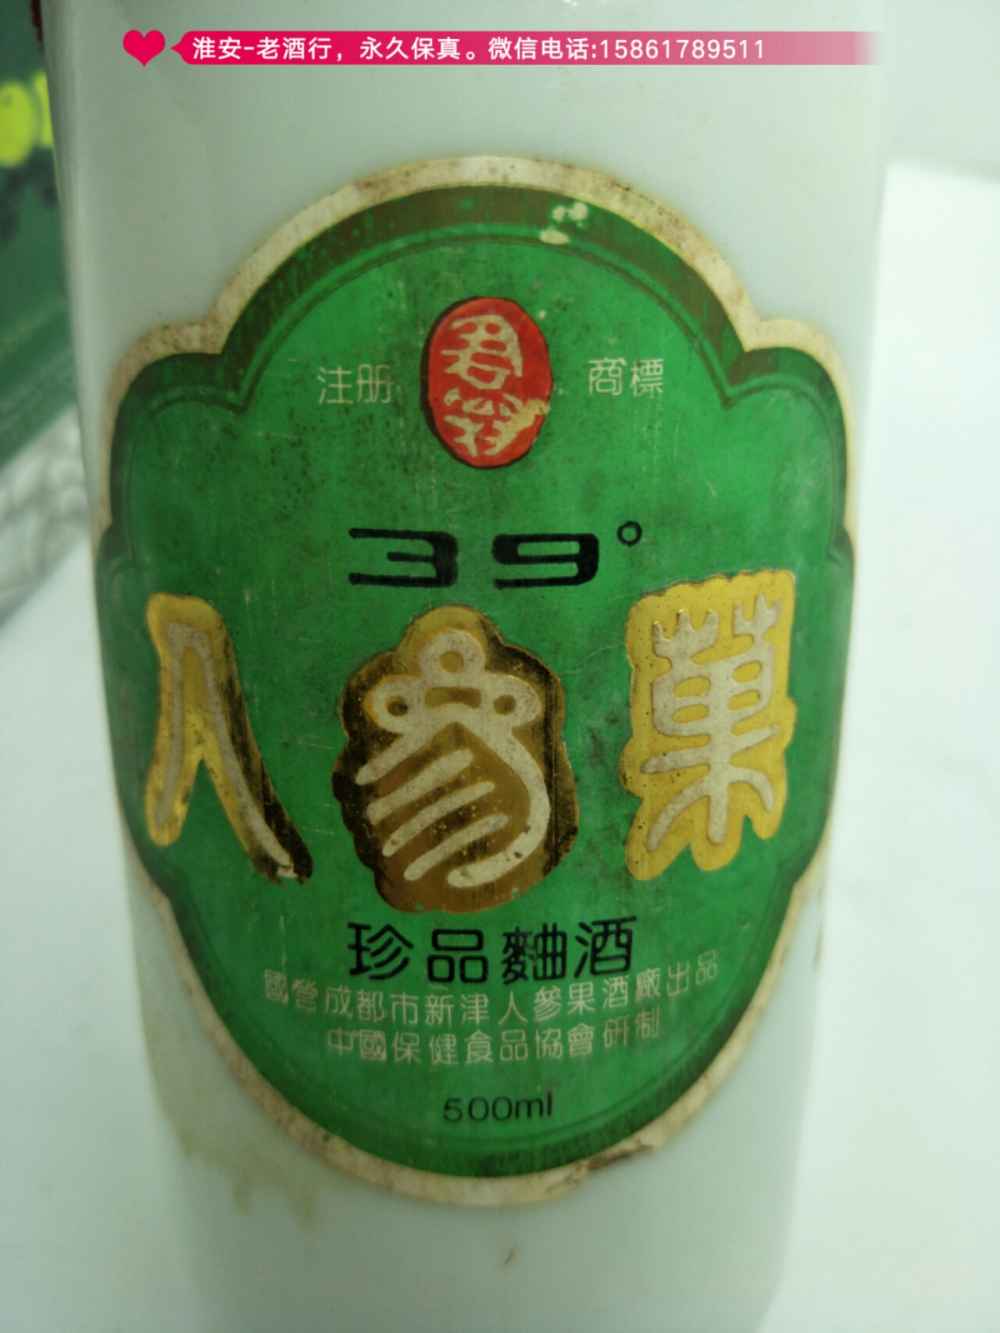 淮安-老酒行，永久保真。微信电话:15861789511
注册 商標
39°
人参菓
珍品麯酒
國營成都市新津人參果酒廠出品
中國保健食品協會研制
500ml